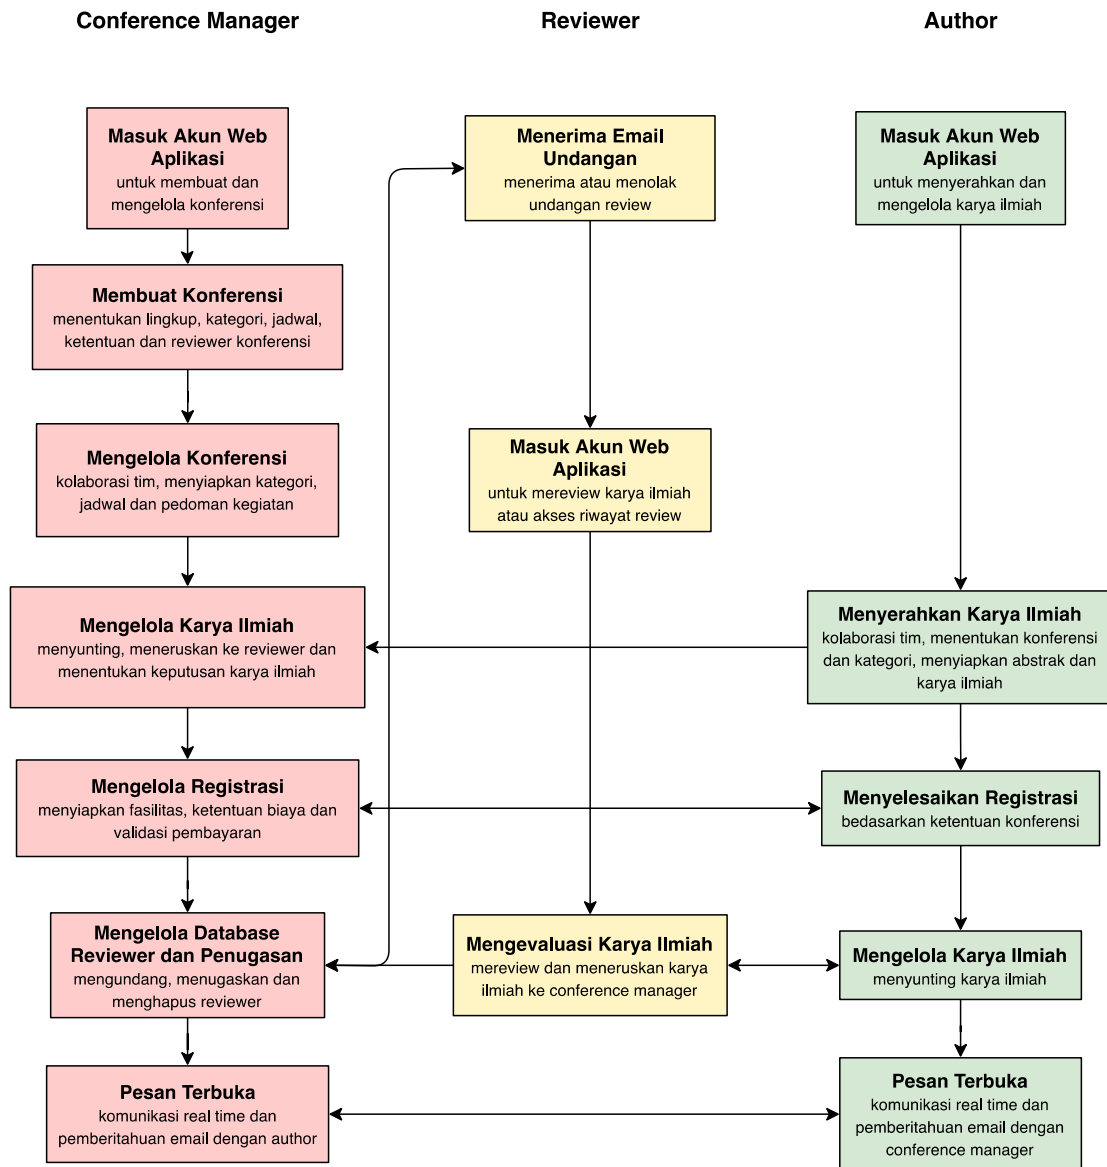 Conference Manager
Reviewer
Author
Masuk Akun Web
Aplikasi
untuk membuat dan
mengelola konferensi
Menerima Email
Undangan
menerima atau menolak
undangan review
Masuk Akun Web
Aplikasi
untuk menyerahkan dan
mengelola karya ilmiah
Membuat Konferensi
menentukan lingkup, kategori, jadwal,
ketentuan dan reviewer konferensi
Mengelola Konferensi
kolaborasi tim, menyiapkan kategori,
jadwal dan pedoman kegiatan
Masuk Akun Web
Aplikasi
untuk mereview karya ilmiah
atau akses riwayat review
Mengelola Karya Ilmiah
menyunting, meneruskan ke reviewer dan
menentukan keputusan karya ilmiah
Menyerahkan Karya Ilmiah
kolaborasi tim, menentukan konferensi
dan kategori, menyiapkan abstrak dan
karya ilmiah
Mengelola Registrasi
menyiapkan fasilitas, ketentuan biaya dan
validasi pembayaran
Menyelesaikan Registrasi
bedasarkan ketentuan konferensi
Mengelola Database
Reviewer dan Penugasan
mengundang, menugaskan dan
menghapus reviewer
Mengevaluasi Karya Ilmiah
mereview dan meneruskan karya
ilmiah ke conference manager
Mengelola Karya Ilmiah
menyunting karya ilmiah
Pesan Terbuka
komunikasi real time dan
pemberitahuan email dengan author
Pesan Terbuka
komunikasi real time dan
pemberitahuan email dengan
conference manager